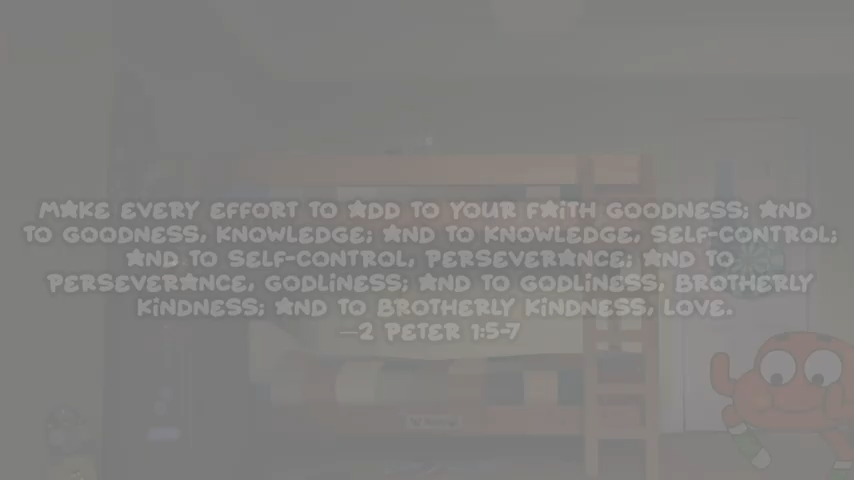 MAKE EVERY EFFORT TO ADD TO YOUR FAITH GOODNESS; AND
TO GOODNESS, KNOWLEDGE; AND TO KNOWLEDGE, SELF-CONTROL;
AND TO SELF-CONTROL, PERSEVERANCE; AND TO
PERSEVERANCE, GODLINESS; AND TO GODLINESS, BROTHERLY
KINDNESS; AND TO BROTHERLY KINDNESS, LOVE.
—2 PETER 1:5-7